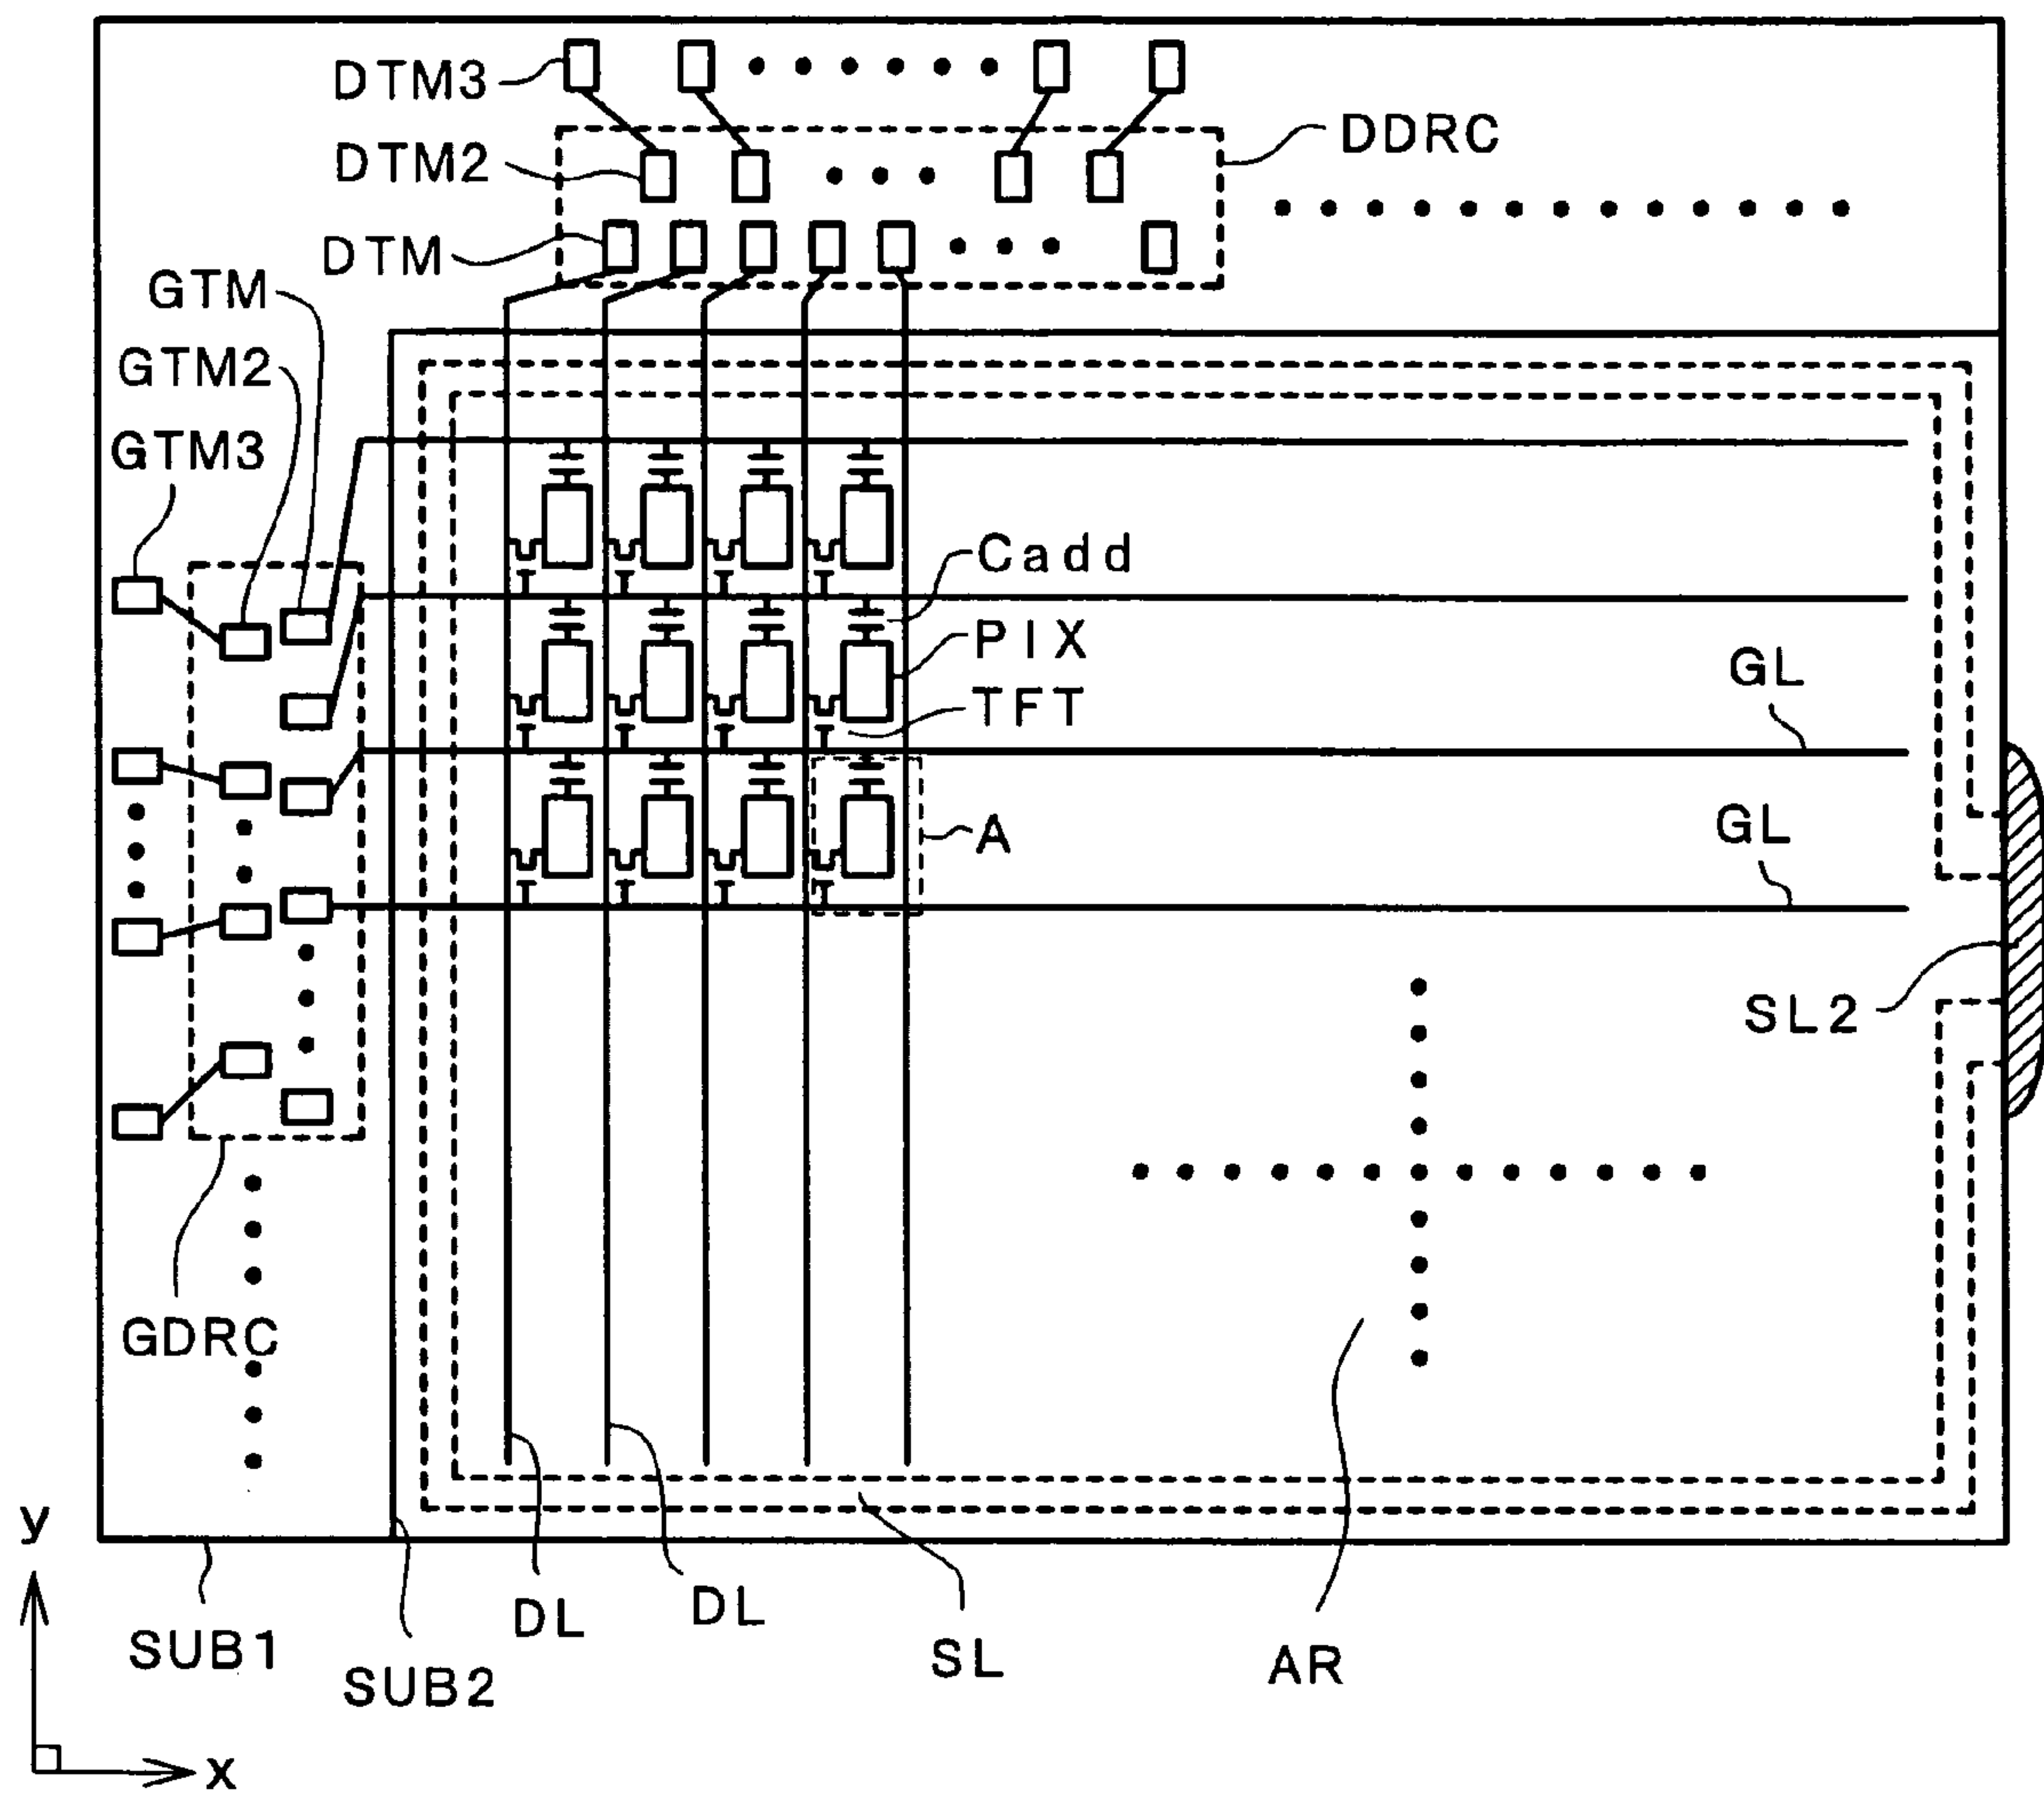 DTM3
DDRC
DTM2
DTM
GTM
GTM2
GTM3
Cadd
PIX
GL
TFT
GL
A
SL2
GDRC
y
DL
DL
SUB1
SL
AR
SUB2
x